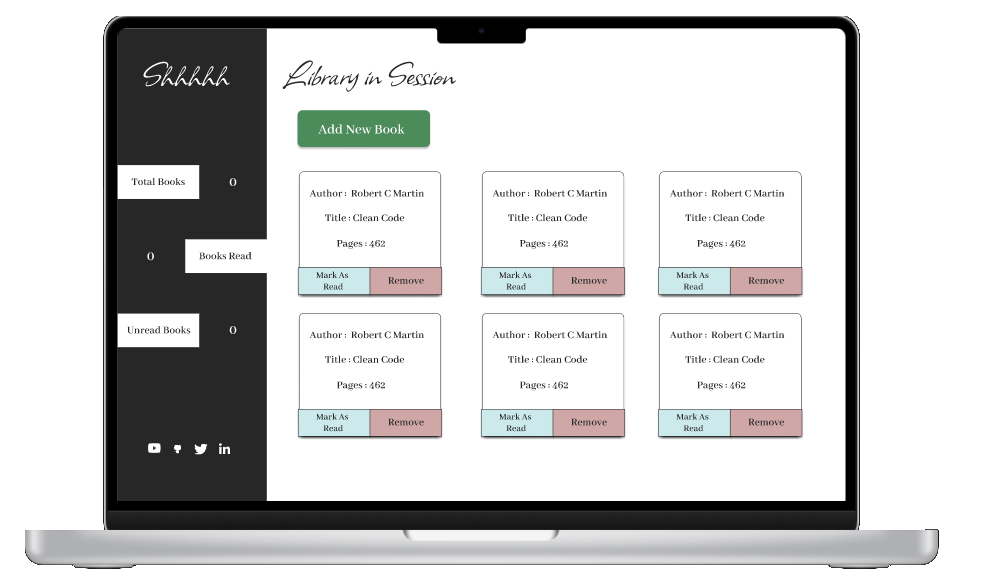 Shhhhh
Library in Session
Add New Book
Total Books 0
0 Books Read
Unread Books 0
Author : Robert C Martin
Title : Clean Code
Pages : 462
Mark As
Read
Remove
Author : Robert C Martin
Title : Clean Code
Pages : 462
Mark As
Read
Remove
Author : Robert C Martin
Title : Clean Code
Pages : 462
Mark As
Read
Remove
Author : Robert C Martin
Title : Clean Code
Pages : 462
Mark As
Read
Remove
Author : Robert C Martin
Title : Clean Code
Pages : 462
Mark As
Read
Remove
Author : Robert C Martin
Title : Clean Code
Pages : 462
Mark As
Read
Remove